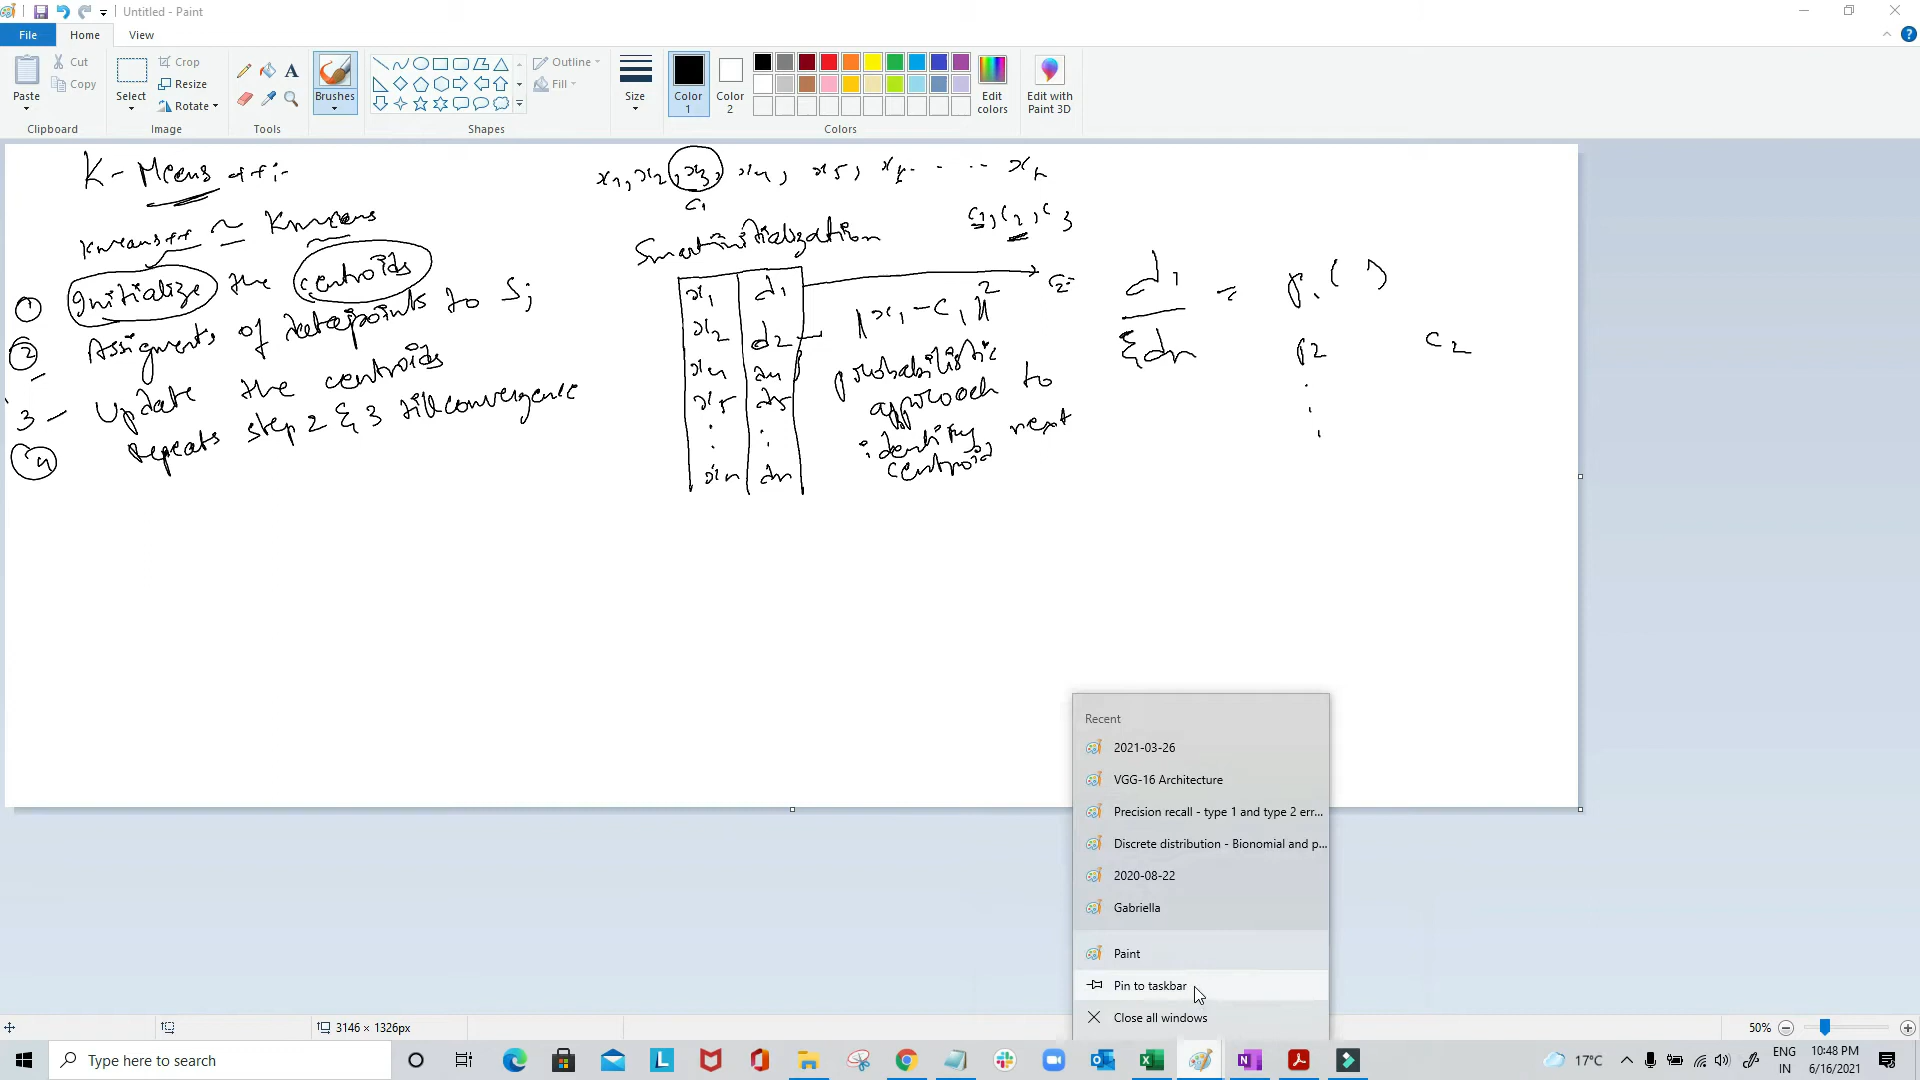 Untitled - Paint
File Home View
Paste
Cut
Copy
Clipboard
Select
Crop
Resize
Rotate
Image
Tools
Brushes
Shapes
Outline
Fill
Size
Color 1
Color 2
Colors
Edit colors
Edit with Paint 3D
K-Means ++:-
Kmeans++ ~ Kmeans
① Initialize the centroids
② Assigments of datapoints to Sj
3 - Update the centroids
④ repeats step 2 & 3 till convergence
x1, x2, x3, x4, x5, x6 . . . . xn
c1
c1, c2, c3
Smart initialization
x1 d1
x2 d2
x4 d4
x5 d5
: :
xn dn
c2=
||x1 - c1||²
probabilistic
approach to
identify next
centroid
d1 / Σdn = p1 ( )
p2 c2
.
.
.
Recent
2021-03-26
VGG-16 Architecture
Precision recall - type 1 and type 2 err...
Discrete distribution - Bionomial and p...
2020-08-22
Gabriella
Paint
Pin to taskbar
Close all windows
3146 × 1326px
50%
Type here to search
17°C
ENG
IN
10:48 PM
6/16/2021